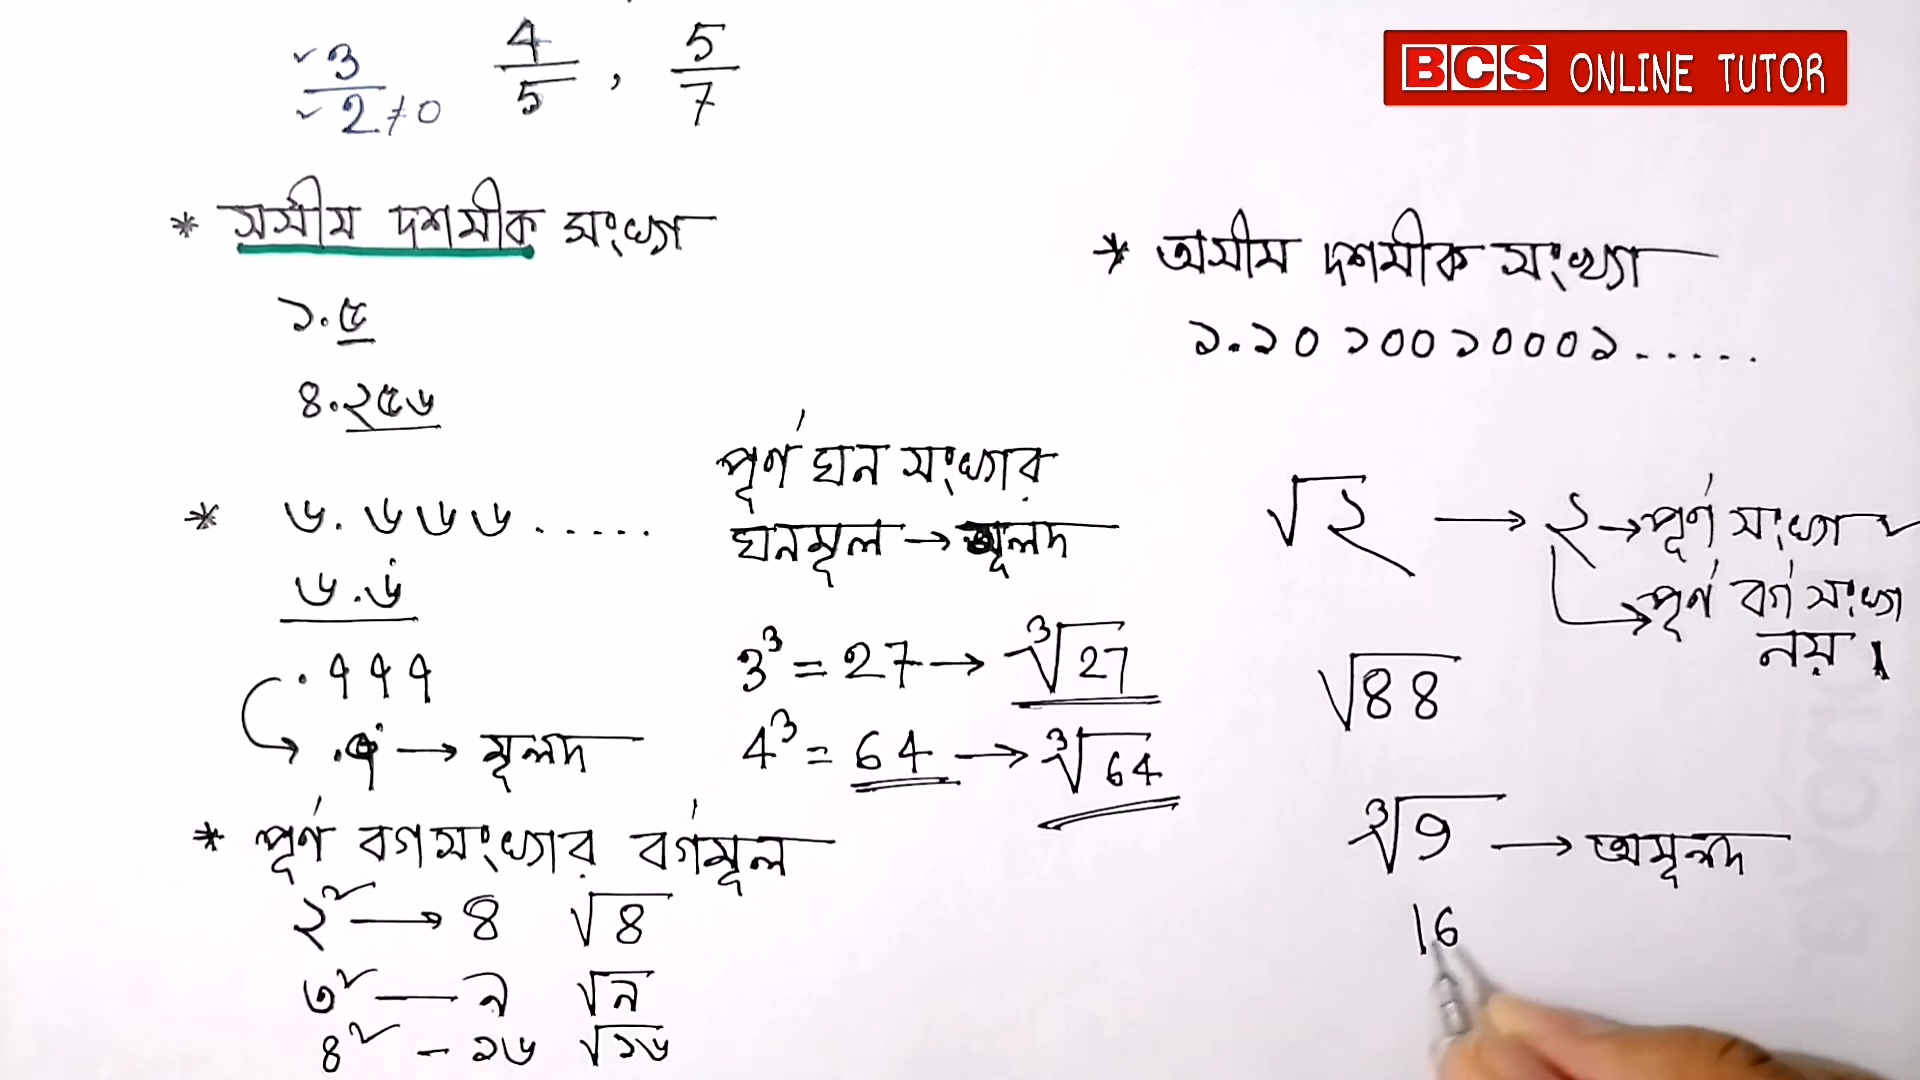 BCS ONLINE TUTOR
3/2 ≠0 4/5 , 5/7
* সসীম দশমীক সংখ্যা
১.৫
৪.২৫৬
* ৬.৬৬৬.....
৬.৬̇
.৭৭৭
.৭̇ → মূলদ
* পূর্ণ বর্গসংখ্যার বর্গমূল
২² → ৪ √৪
৩² — ৯ √৯
৪² – ১৬ √১৬
পূর্ণ ঘন সংখ্যার
ঘনমূল → মূলদ
3³ = 27 → ∛27
4³ = 64 → ∛64
* অসীম দশমীক সংখ্যা
১.১০১০০১০০০১.....
√২ → ২ → পূর্ণ সংখ্যা
→ পূর্ণ বর্গ সংখ্যা
নয়।
√৪৪
∛9 → অমূলদ
16